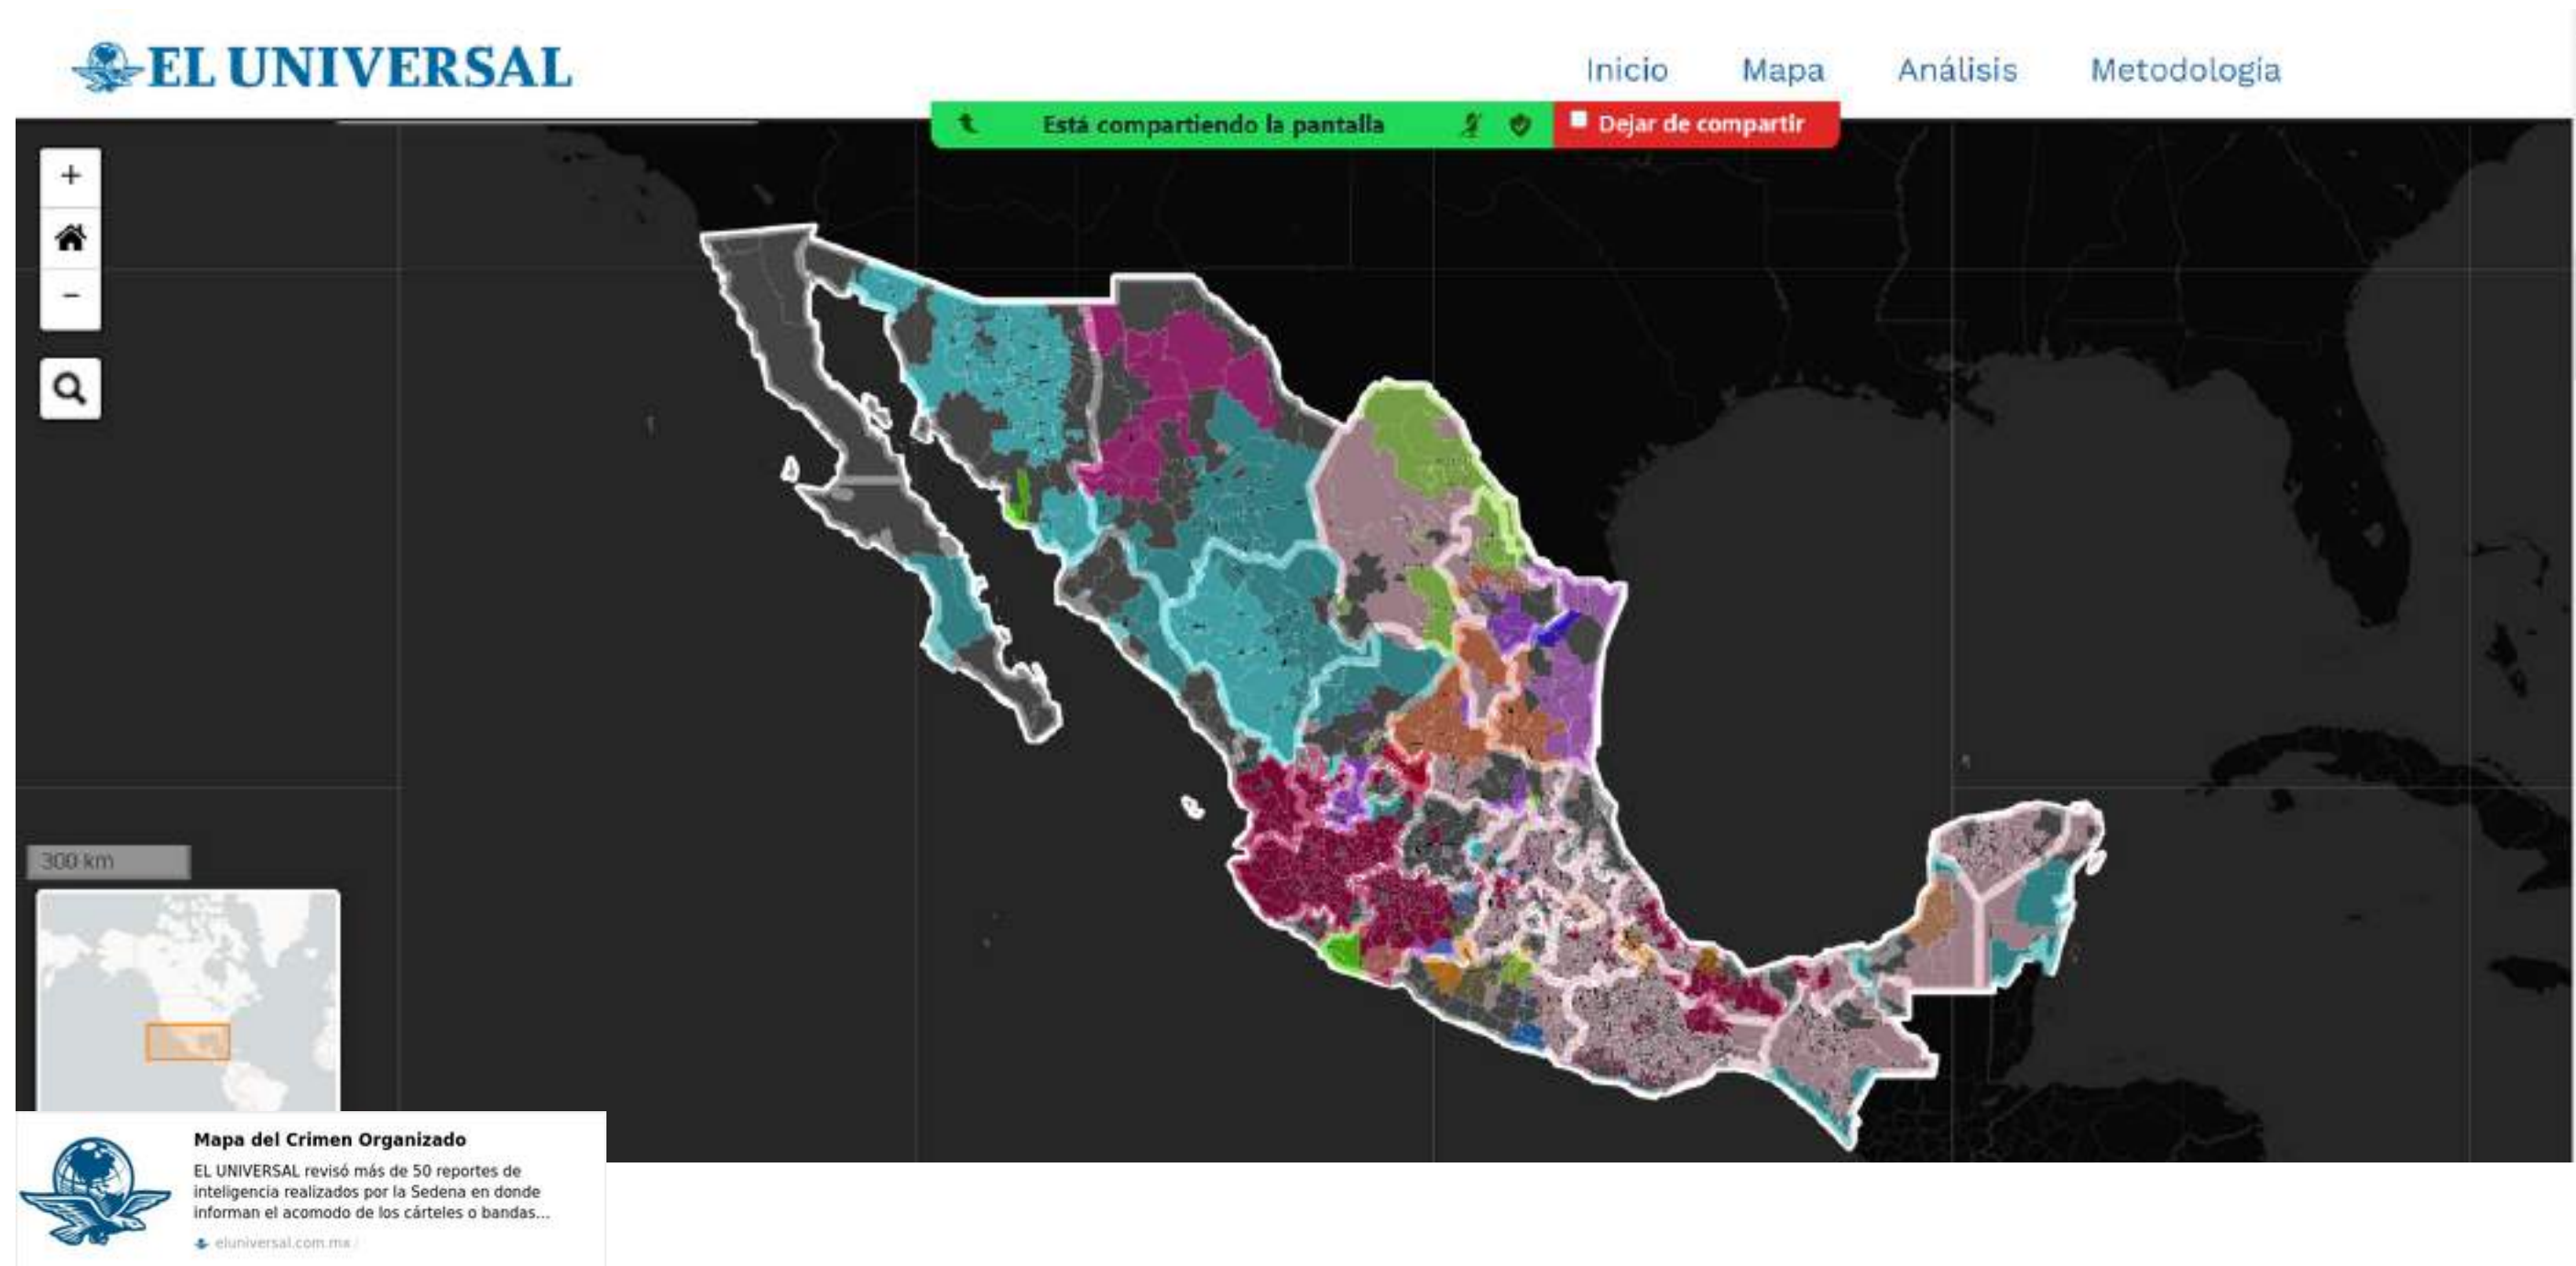 EL UNIVERSAL
Inicio Mapa Análisis Metodología
Está compartiendo la pantalla Dejar de compartir
+
−
300 km
Mapa del Crimen Organizado
EL UNIVERSAL revisó más de 50 reportes de
inteligencia realizados por la Sedena en donde
informan el acomodo de los cárteles o bandas...
eluniversal.com.mx